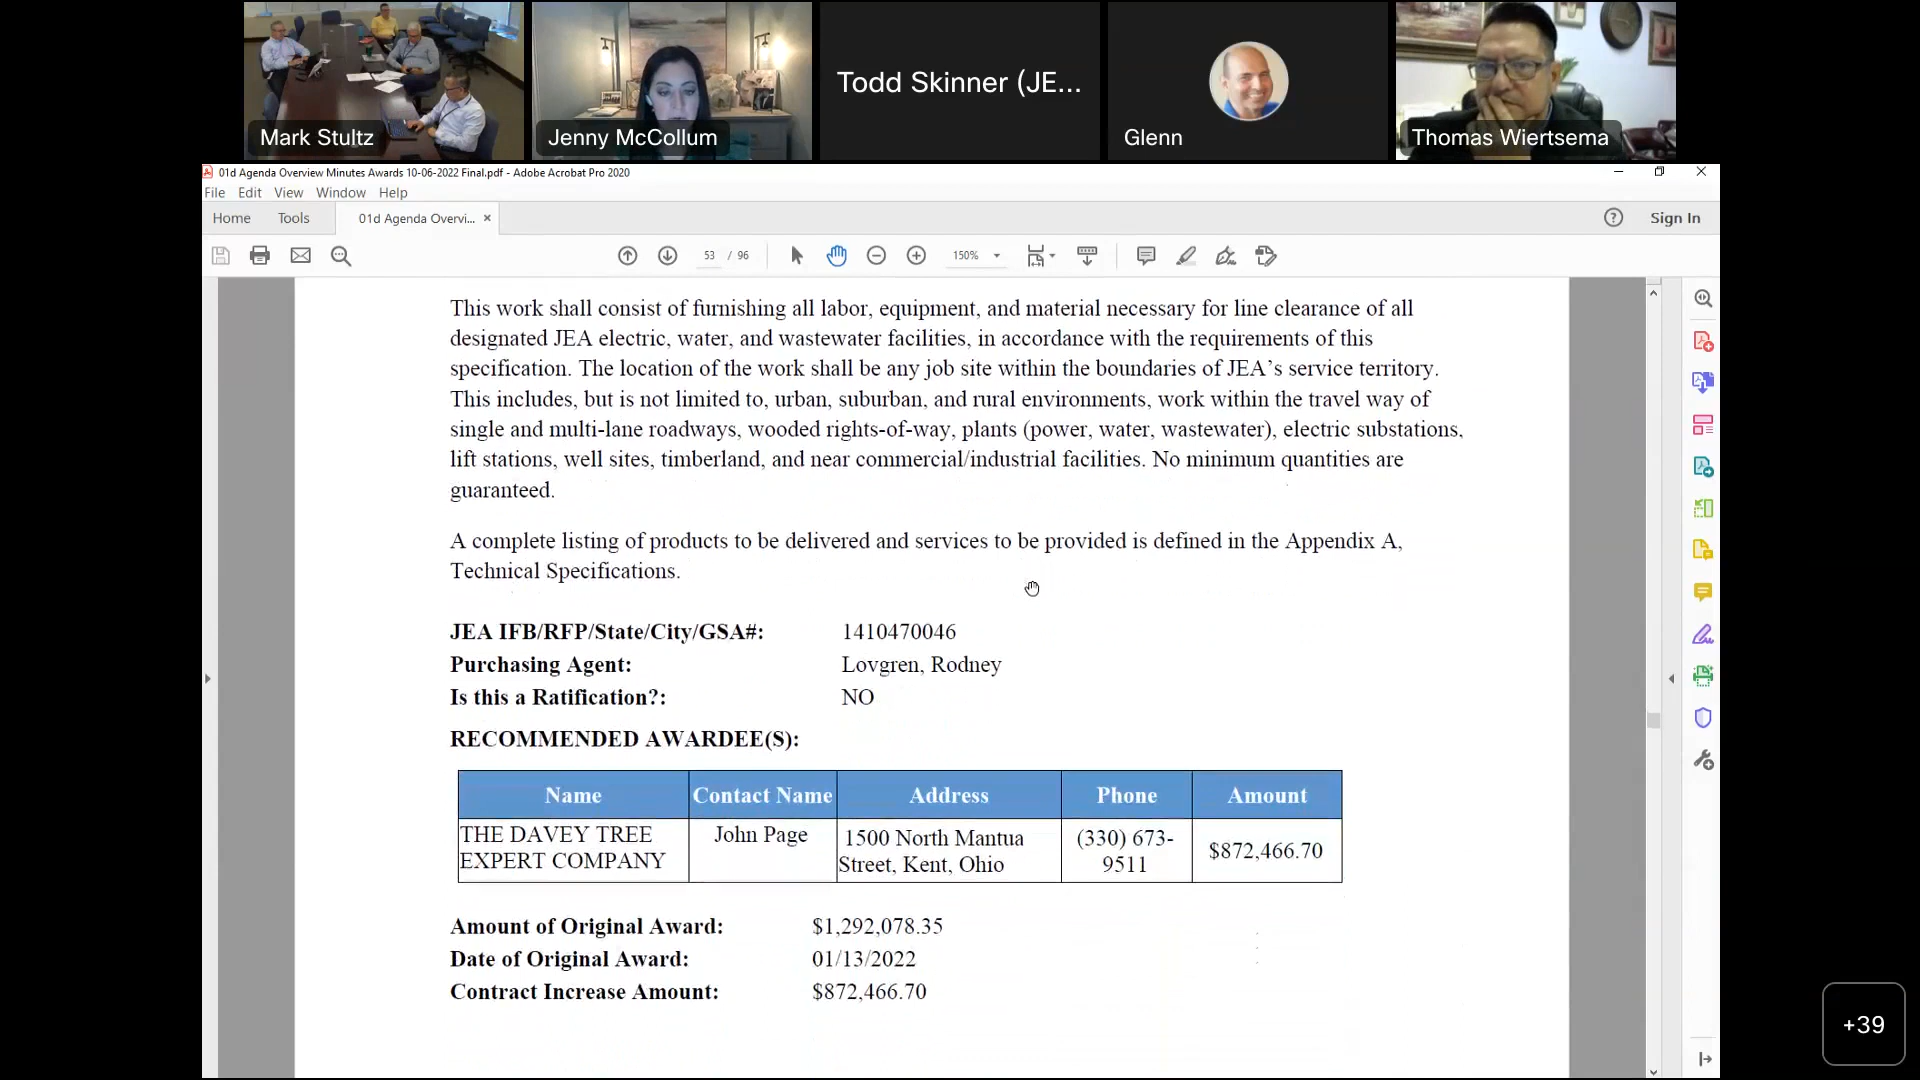 Mark Stultz
Jenny McCollum
Todd Skinner (JE...
Glenn
Thomas Wiertsema
01d Agenda Overview Minutes Awards 10-06-2022 Final.pdf - Adobe Acrobat Pro 2020
File Edit View Window Help
Home Tools 01d Agenda Overvi... × Sign In
53 / 96 150%
This work shall consist of furnishing all labor, equipment, and material necessary for line clearance of all
designated JEA electric, water, and wastewater facilities, in accordance with the requirements of this
specification. The location of the work shall be any job site within the boundaries of JEA's service territory.
This includes, but is not limited to, urban, suburban, and rural environments, work within the travel way of
single and multi-lane roadways, wooded rights-of-way, plants (power, water, wastewater), electric substations,
lift stations, well sites, timberland, and near commercial/industrial facilities. No minimum quantities are
guaranteed.
A complete listing of products to be delivered and services to be provided is defined in the Appendix A,
Technical Specifications.
JEA IFB/RFP/State/City/GSA#: 1410470046
Purchasing Agent: Lovgren, Rodney
Is this a Ratification?: NO
RECOMMENDED AWARDEE(S):
Name Contact Name Address Phone Amount
THE DAVEY TREE EXPERT COMPANY John Page 1500 North Mantua Street, Kent, Ohio (330) 673-9511 $872,466.70
Amount of Original Award: $1,292,078.35
Date of Original Award: 01/13/2022
Contract Increase Amount: $872,466.70
+39